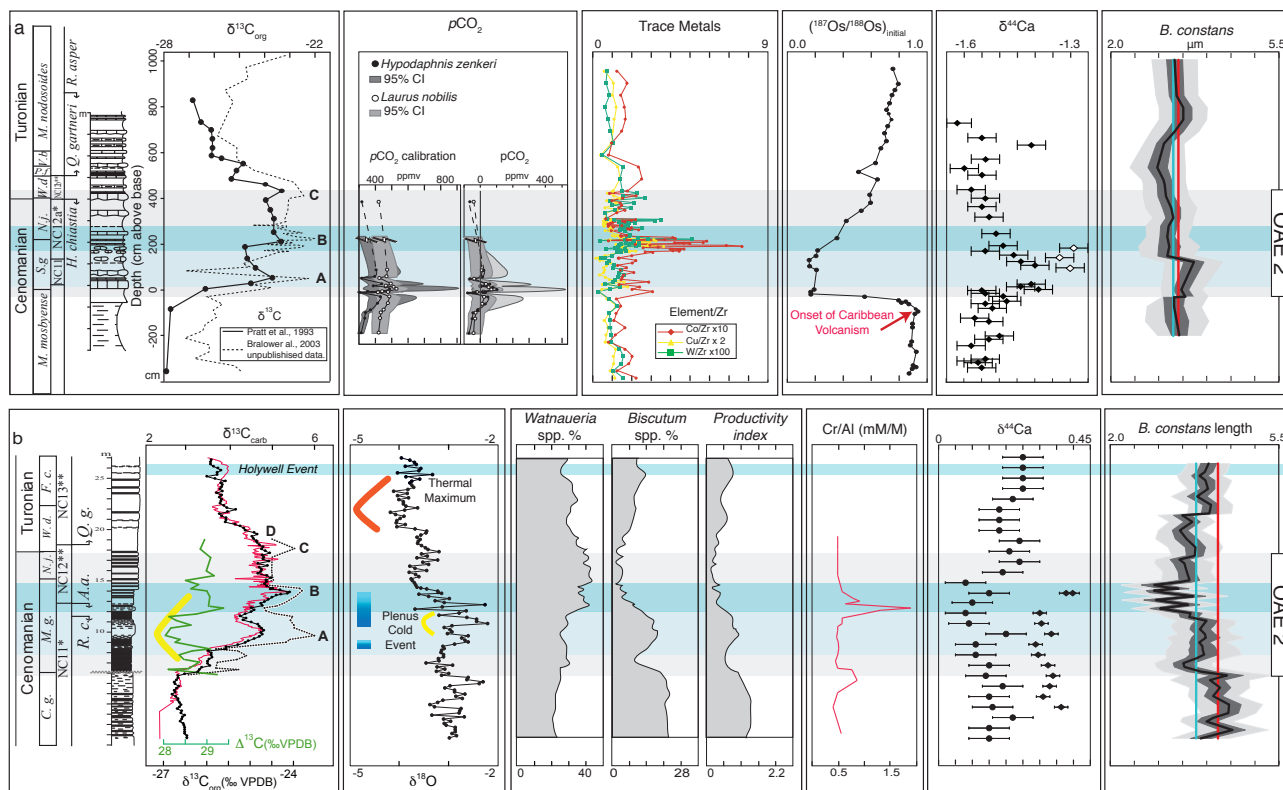 a
δ13Corg
-28
-22
pCO2
Hypodaphnis zenkeri
95% CI
Laurus nobilis
95% CI
pCO2 calibration
pCO2
400
800
ppmv
0
400
ppmv
Trace Metals
0
9
Element/Zr
Co/Zr x10
Cu/Zr x 2
W/Zr x100
(187Os/188Os)initial
0.0
1.0
Onset of Caribbean
Volcanism
δ44Ca
-1.6
-1.3
B. constans
2.0
μm
5.5
Turonian
Cenomanian
M. nodosoides
V.b
W.d
N.j.
S.g
M. mosbyense
NC12a*
NC11
R. asper
Q. gartneri
H. chiastia
m
1000
800
600
400
200
0
200
cm
Depth (cm above base)
C
B
A
δ13C
Pratt et al., 1993
Bralower et al., 2003
unpublishised data.
OAE 2
b
δ13Ccarb
2
6
-5
-2
Watnaueria
spp. %
Biscutum
spp. %
Productivity
index
Cr/Al (mM/M)
δ44Ca
0
0.45
B. constans length
2.0
5.5
Turonian
Cenomanian
F. c.
W. d.
N. j.
M. g.
C. g.
NC13**
NC12**
NC11*
Q. g.
A.a.
R. c.
m
25
20
15
10
Holywell Event
D
C
B
A
Thermal
Maximum
Plenus
Cold
Event
28
29
Δ13C(‰VPDB)
-27
-24
δ13Corg(‰ VPDB)
-5
-2
δ18O
0
40
0
28
0
2.2
0.5
1.5
OAE 2